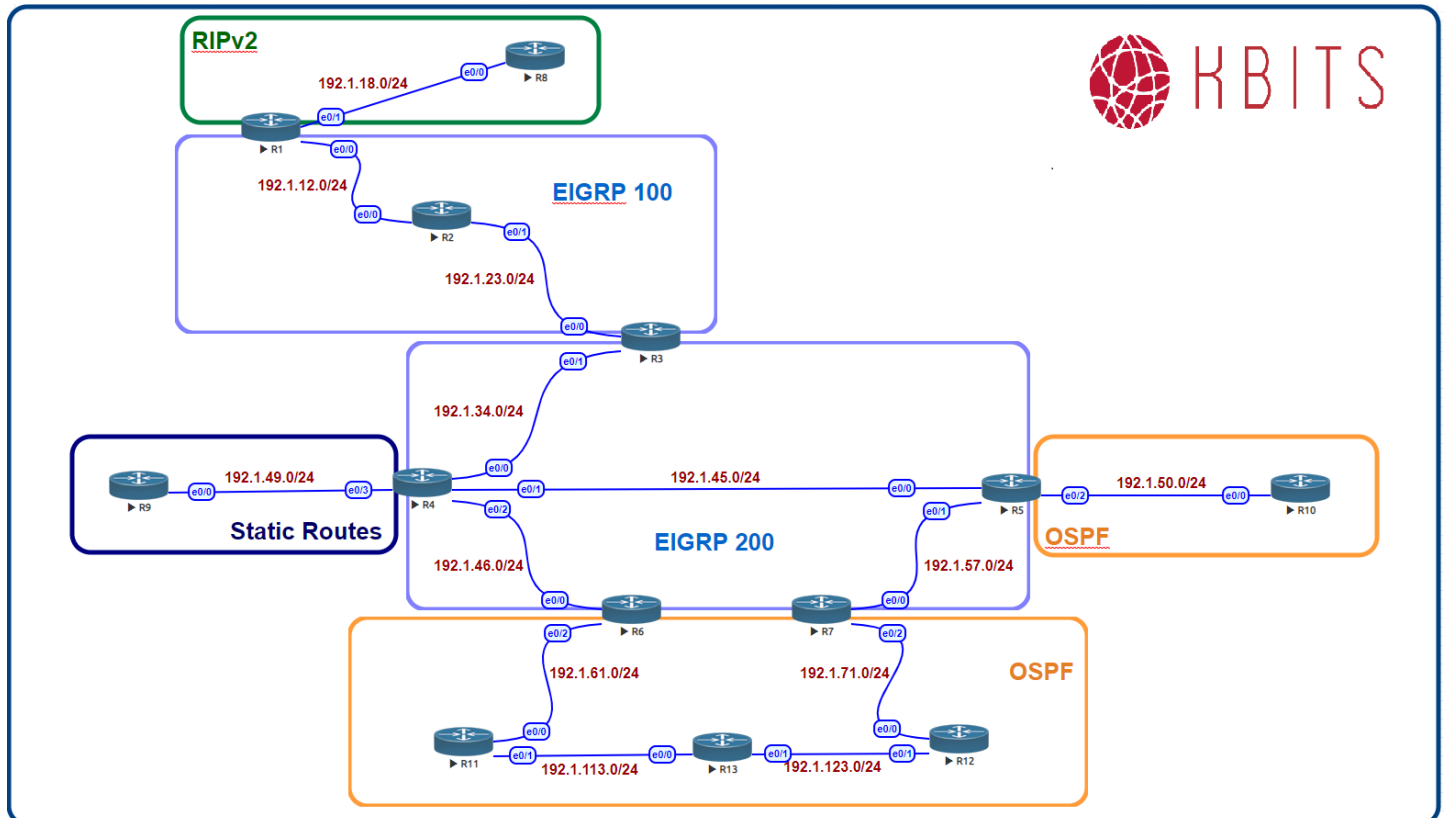 RIPv2
KBITS
192.1.18.0/24
e0/0
R8
e0/1
R1
e0/0
192.1.12.0/24
EIGRP 100
e0/0
R2
e0/1
192.1.23.0/24
e0/0
R3
e0/1
192.1.34.0/24
e0/0
192.1.49.0/24
192.1.45.0/24
192.1.50.0/24
R9
e0/0
e0/3
R4
e0/1
e0/0
R5
e0/2
e0/0
R10
e0/2
e0/1
Static Routes
EIGRP 200
OSPF
192.1.46.0/24
192.1.57.0/24
e0/0
e0/0
R6
R7
e0/2
e0/2
192.1.61.0/24
192.1.71.0/24
OSPF
e0/0
e0/0
R11
e0/1
e0/0
R13
e0/1
e0/1
R12
192.1.113.0/24
192.1.123.0/24